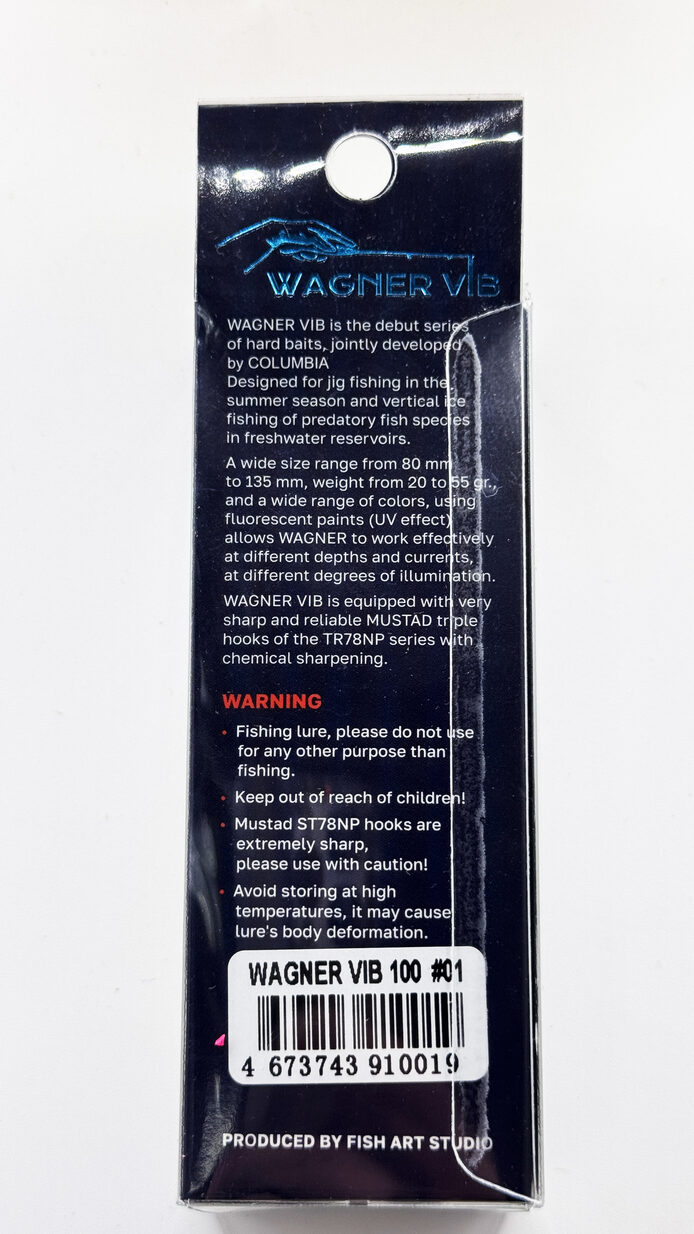 WAGNER VIB
WAGNER VIB is the debut series
of hard baits, jointly developed
by COLUMBIA
Designed for jig fishing in the
summer season and vertical ice
fishing of predatory fish species
in freshwater reservoirs.
A wide size range from 80 mm
to 135 mm, weight from 20 to 55 gr.,
and a wide range of colors, using
fluorescent paints (UV effect)
allows WAGNER to work effectively
at different depths and currents,
at different degrees of illumination.
WAGNER VIB is equipped with very
sharp and reliable MUSTAD triple
hooks of the TR78NP series with
chemical sharpening.
WARNING
• Fishing lure, please do not use
for any other purpose than
fishing.
• Keep out of reach of children!
• Mustad ST78NP hooks are
extremely sharp,
please use with caution!
• Avoid storing at high
temperatures, it may cause
lure's body deformation.
WAGNER VIB 100 #01
4 673743 910019
PRODUCED BY FISH ART STUDIO